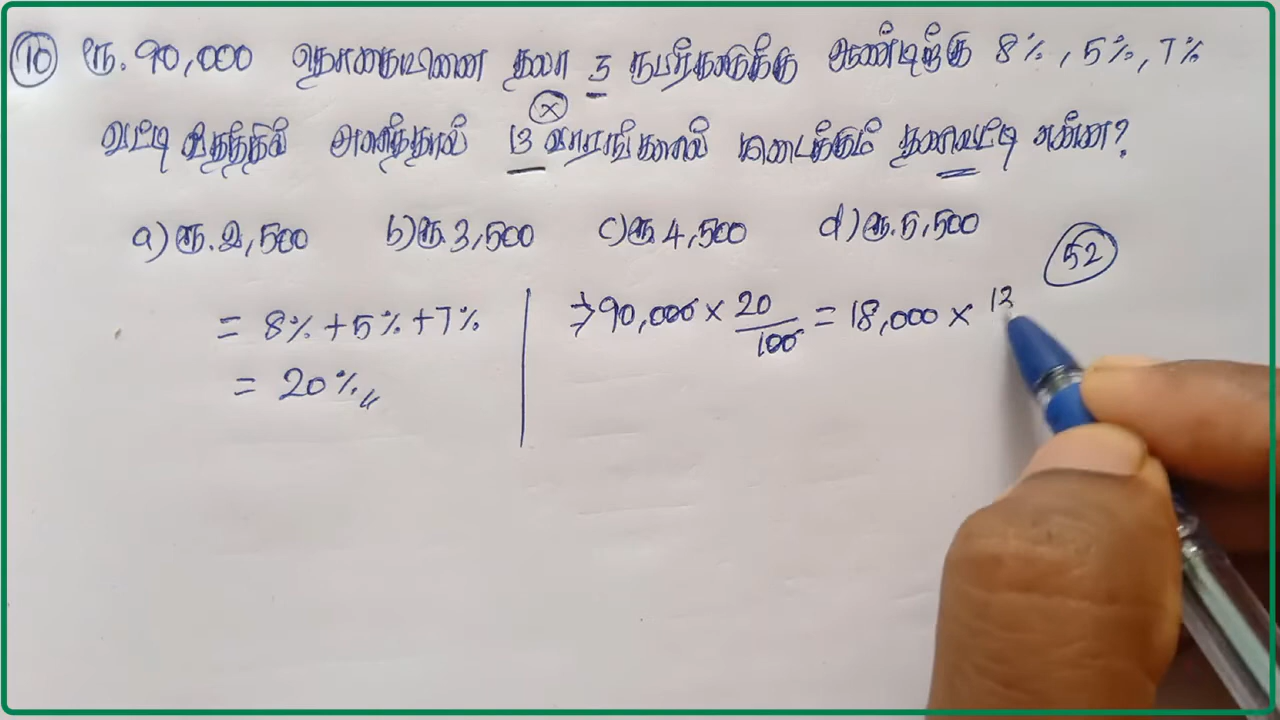 10 ரூ. 90,000 தொகையினை தலா 3 நபர்களுக்கு ஆண்டிற்கு 8%, 5%, 7%
x
வட்டி வீதத்தில் அளித்தால் 13 வாரங்களில் கிடைக்கும் தனிவட்டி என்ன?
a) ரூ. 2,500 b) ரூ 3,500 c) ரூ 4,500 d) ரூ. 5,500
52
= 8% + 5% + 7%
= 20%
⇒ 90,000 × 20/100 = 18,000 × 13